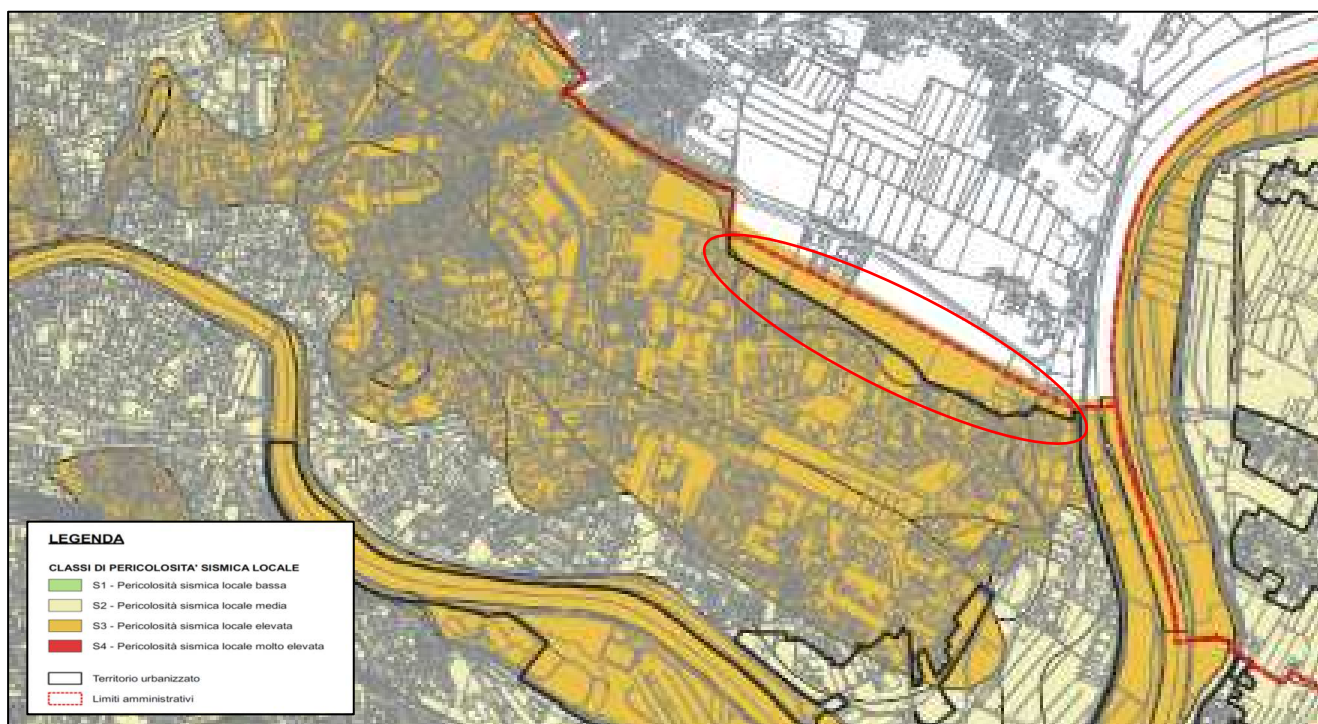 LEGENDA
CLASSI DI PERICOLOSITA' SISMICA LOCALE
S1 - Pericolosità sismica locale bassa
S2 - Pericolosità sismica locale media
S3 - Pericolosità sismica locale elevata
S4 - Pericolosità sismica locale molto elevata
Territorio urbanizzato
Limiti amministrativi